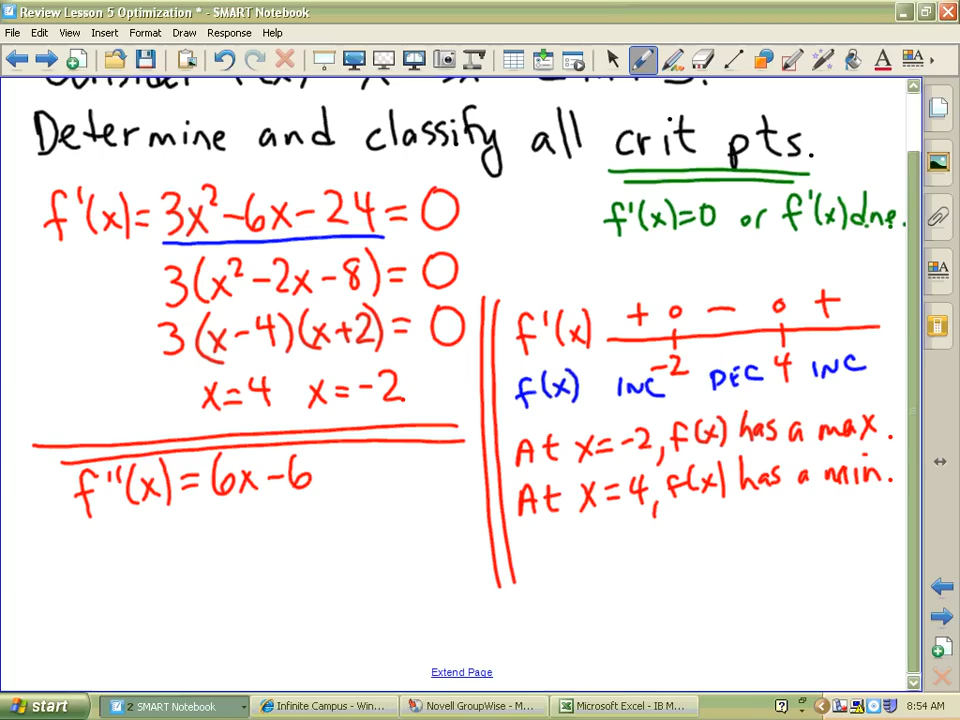 Review Lesson 5 Optimization * - SMART Notebook
File Edit View Insert Format Draw Response Help
Determine and classify all crit pts.
f'(x)=0 or f'(x) d.n.e.
f'(x)= 3x²-6x-24 = 0
3(x²-2x-8)= 0
3(x-4)(x+2)= 0
x=4 x=-2
f''(x)=6x-6
f'(x) + 0 - 0 +
-2 4
f(x) INC DEC INC
At x=-2, f(x) has a max.
At x=4, f(x) has a min.
Extend Page
start
2 SMART Notebook
Infinite Campus - Win...
Novell GroupWise - M...
Microsoft Excel - IB M...
8:54 AM